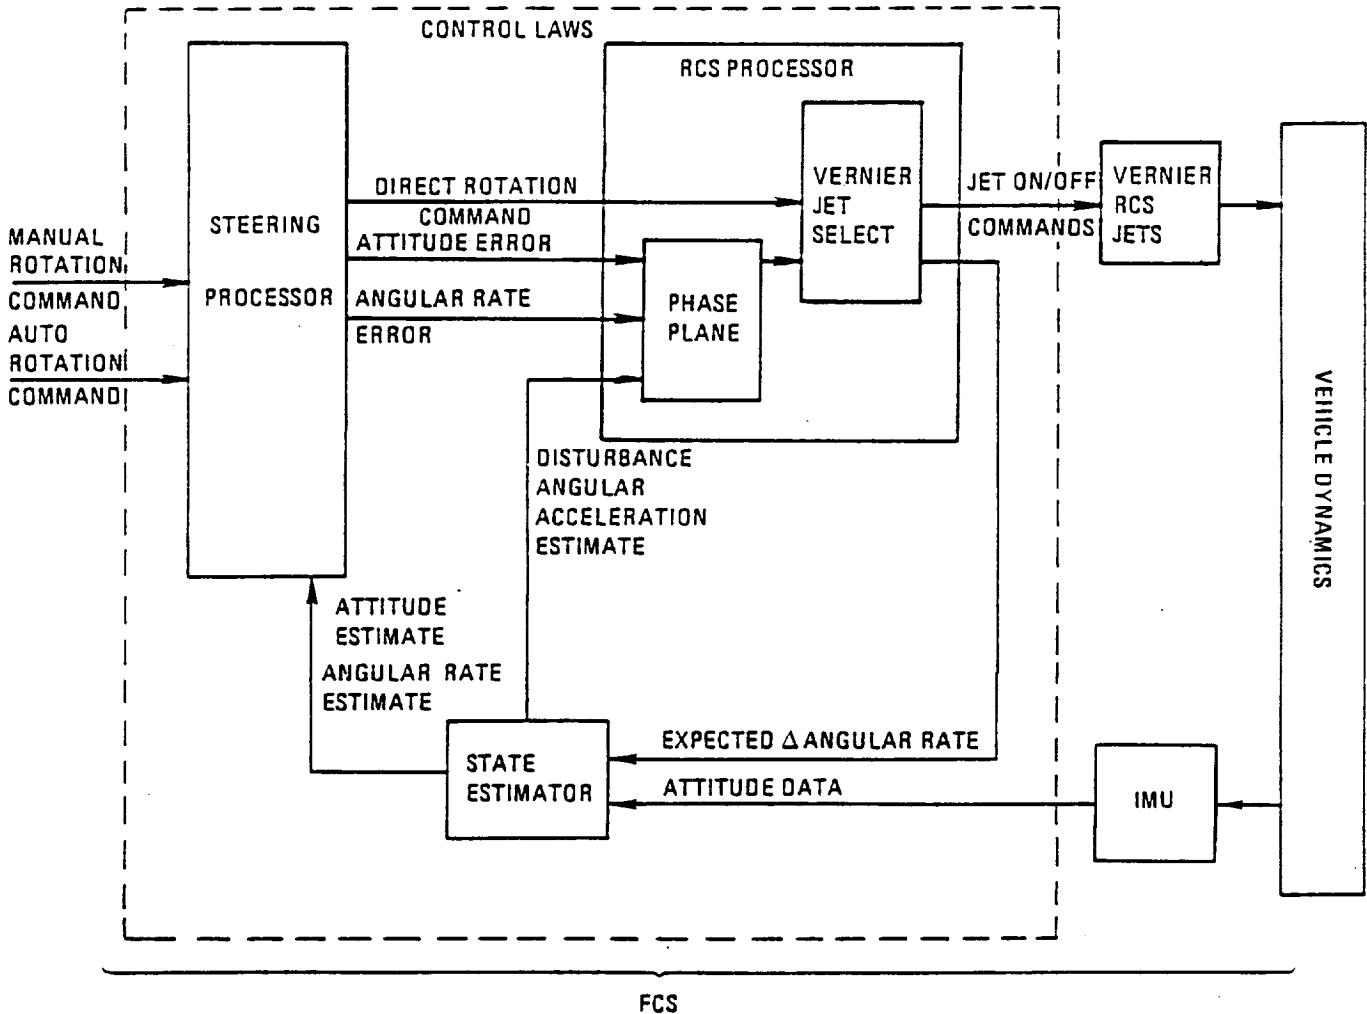 CONTROL LAWS
RCS PROCESSOR
STEERING
PROCESSOR
MANUAL
ROTATION
COMMAND
AUTO
ROTATION
COMMAND
DIRECT ROTATION
COMMAND
ATTITUDE ERROR
ANGULAR RATE
ERROR
PHASE
PLANE
VERNIER
JET
SELECT
JET ON/OFF
COMMANDS
VERNIER
RCS
JETS
VEHICLE DYNAMICS
DISTURBANCE
ANGULAR
ACCELERATION
ESTIMATE
ATTITUDE
ESTIMATE
ANGULAR RATE
ESTIMATE
STATE
ESTIMATOR
EXPECTED Δ ANGULAR RATE
ATTITUDE DATA
IMU
FCS